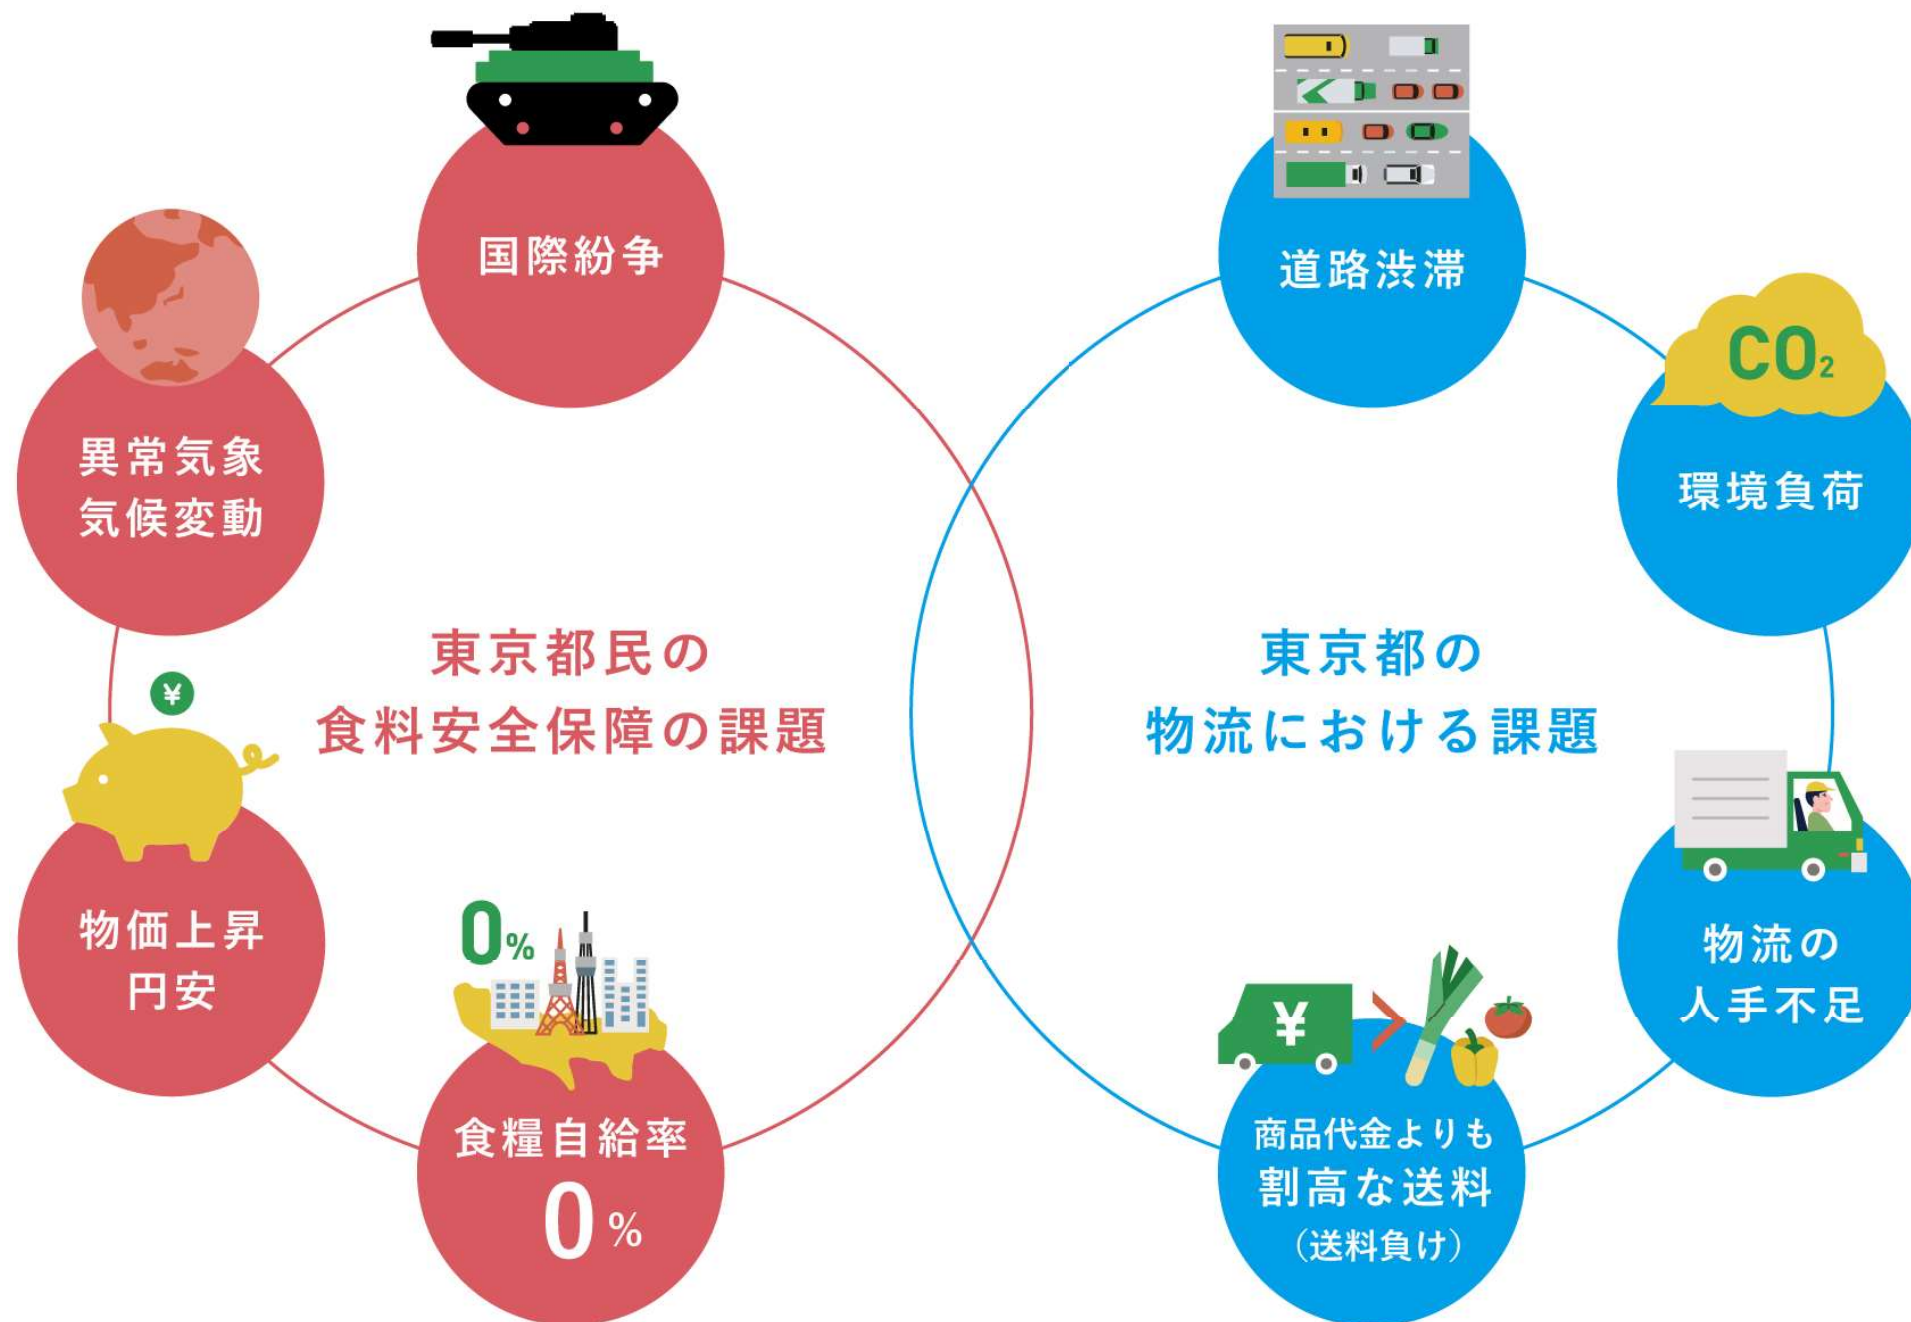 国際紛争
異常気象
気候変動
東京都民の
食料安全保障の課題
¥
物価上昇
円安
0%
食糧自給率
0%
道路渋滞
CO₂
環境負荷
東京都の
物流における課題
物流の
人手不足
¥
商品代金よりも
割高な送料
（送料負け）